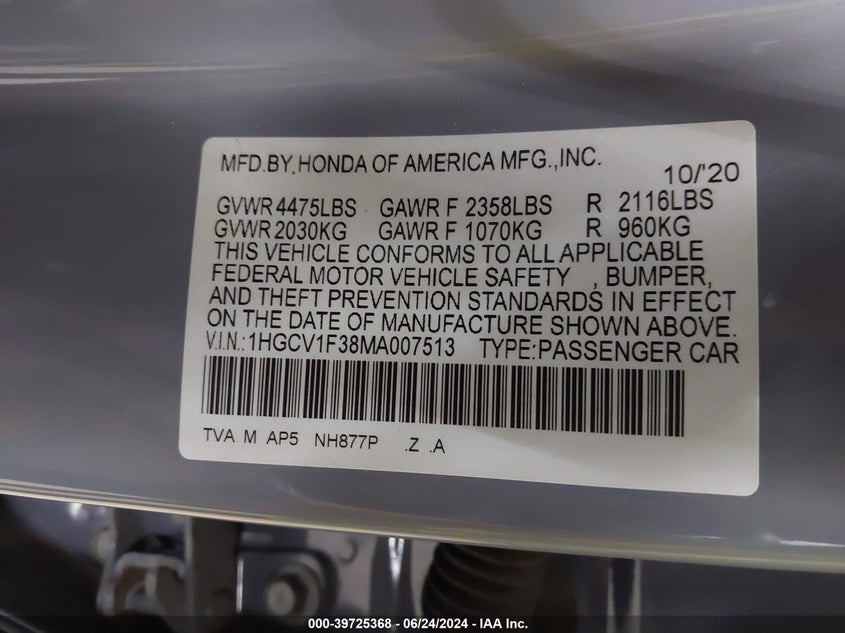 MFD.BY.HONDA OF AMERICA MFG.,INC. 10/'20
GVWR 4475LBS GAWR F 2358LBS R 2116LBS
GVWR 2030KG GAWR F 1070KG R 960KG
THIS VEHICLE CONFORMS TO ALL APPLICABLE
FEDERAL MOTOR VEHICLE SAFETY , BUMPER,
AND THEFT PREVENTION STANDARDS IN EFFECT
ON THE DATE OF MANUFACTURE SHOWN ABOVE.
V.I.N.: 1HGCV1F38MA007513 TYPE:PASSENGER CAR
TVA M AP5 NH877P .Z .A
000-39725368 - 06/24/2024 - IAA Inc.